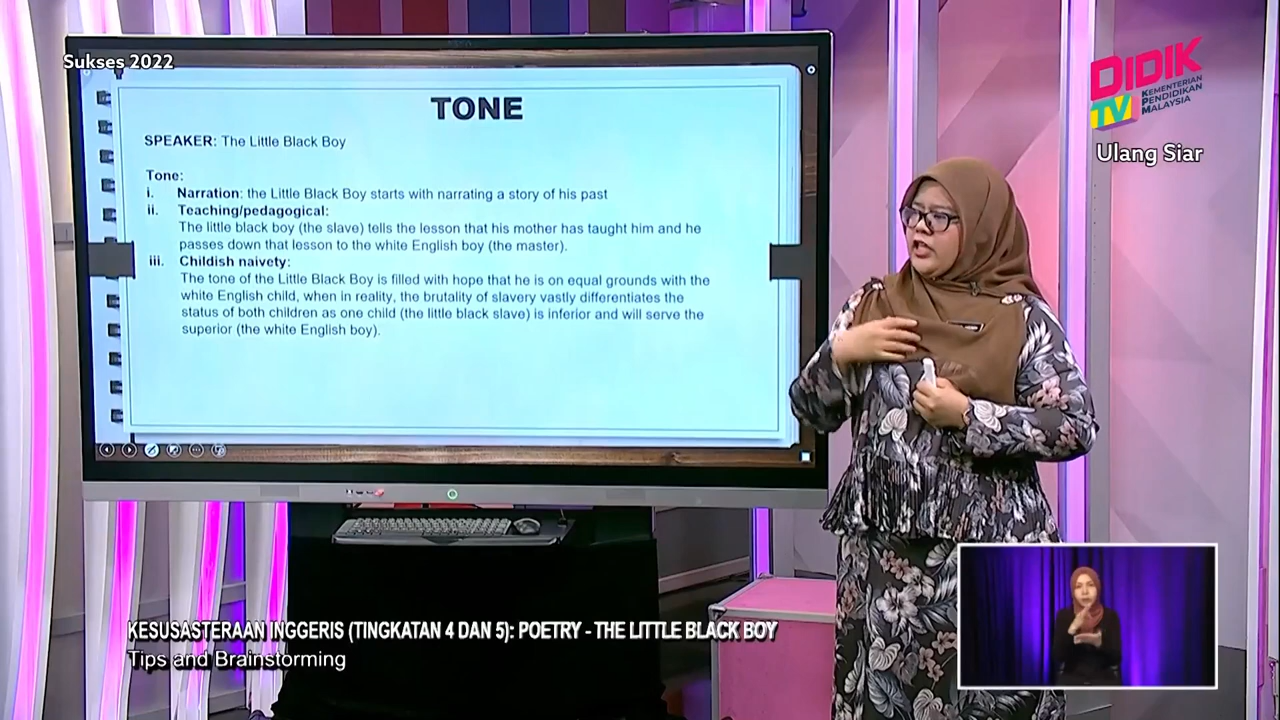 Sukses 2022
DIDIK
TV
KEMENTERIAN
PENDIDIKAN
MALAYSIA
Ulang Siar
TONE
SPEAKER: The Little Black Boy
Tone:
i. Narration: the Little Black Boy starts with narrating a story of his past
ii. Teaching/pedagogical:
The little black boy (the slave) tells the lesson that his mother has taught him and he
passes down that lesson to the white English boy (the master).
iii. Childish naivety:
The tone of the Little Black Boy is filled with hope that he is on equal grounds with the
white English child, when in reality, the brutality of slavery vastly differentiates the
status of both children as one child (the little black slave) is inferior and will serve the
superior (the white English boy).
KESUSASTERAAN INGGERIS (TINGKATAN 4 DAN 5): POETRY - THE LITTLE BLACK BOY
Tips and Brainstorming